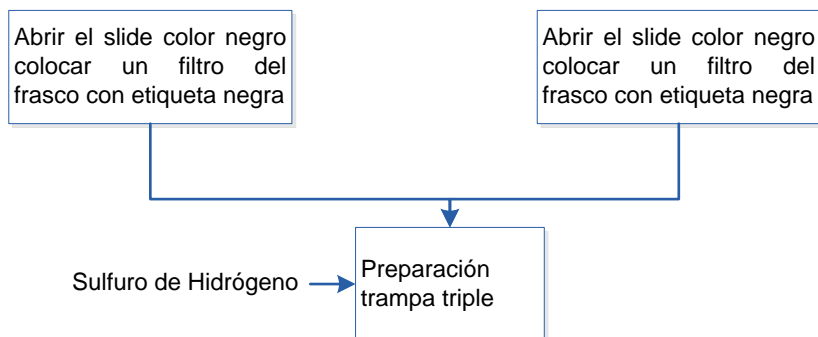 Abrir el slide color negro
colocar un filtro del
frasco con etiqueta negra
Abrir el slide color negro
colocar un filtro del
frasco con etiqueta negra
Sulfuro de Hidrógeno
Preparación
trampa triple